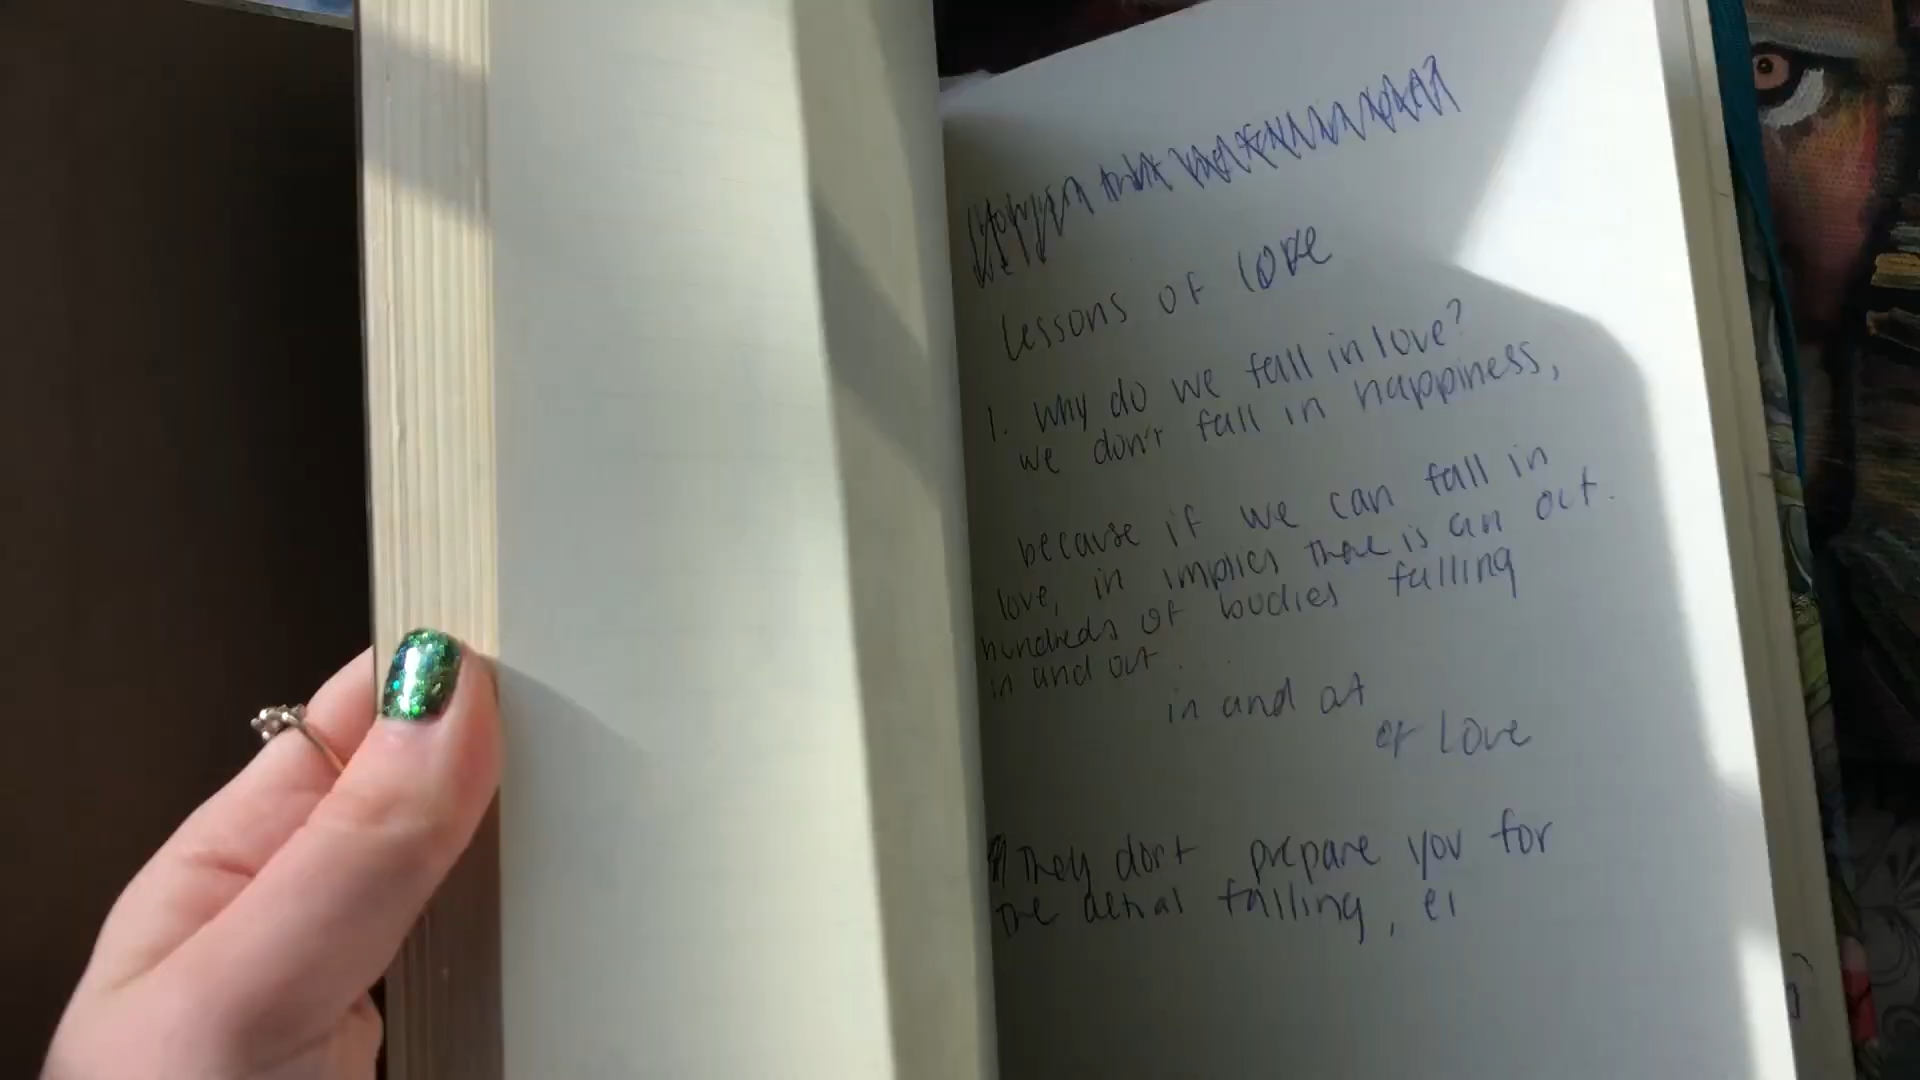 lessons of love
1. Why do we fall in love?
we don't fall in happiness,
because if we can fall in
love, in implies there is an out.
hundreds of bodies falling
in and out.
in and out
of love
They don't prepare you for
the actual falling, ei